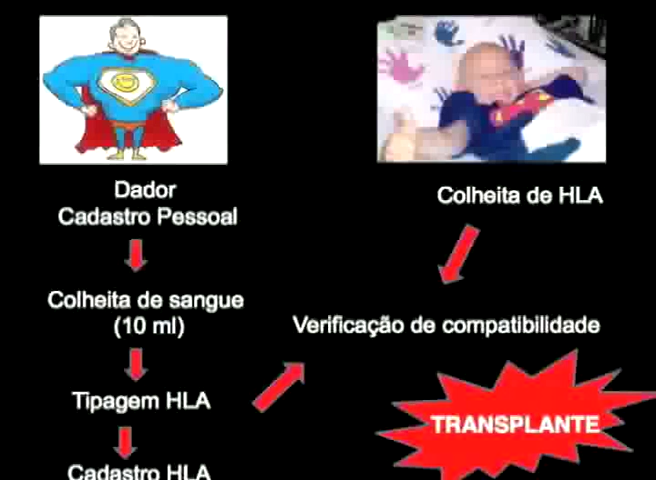 Dador
Cadastro Pessoal
Colheita de sangue
(10 ml)
Tipagem HLA
Cadastro HLA
Colheita de HLA
Verificação de compatibilidade
TRANSPLANTE